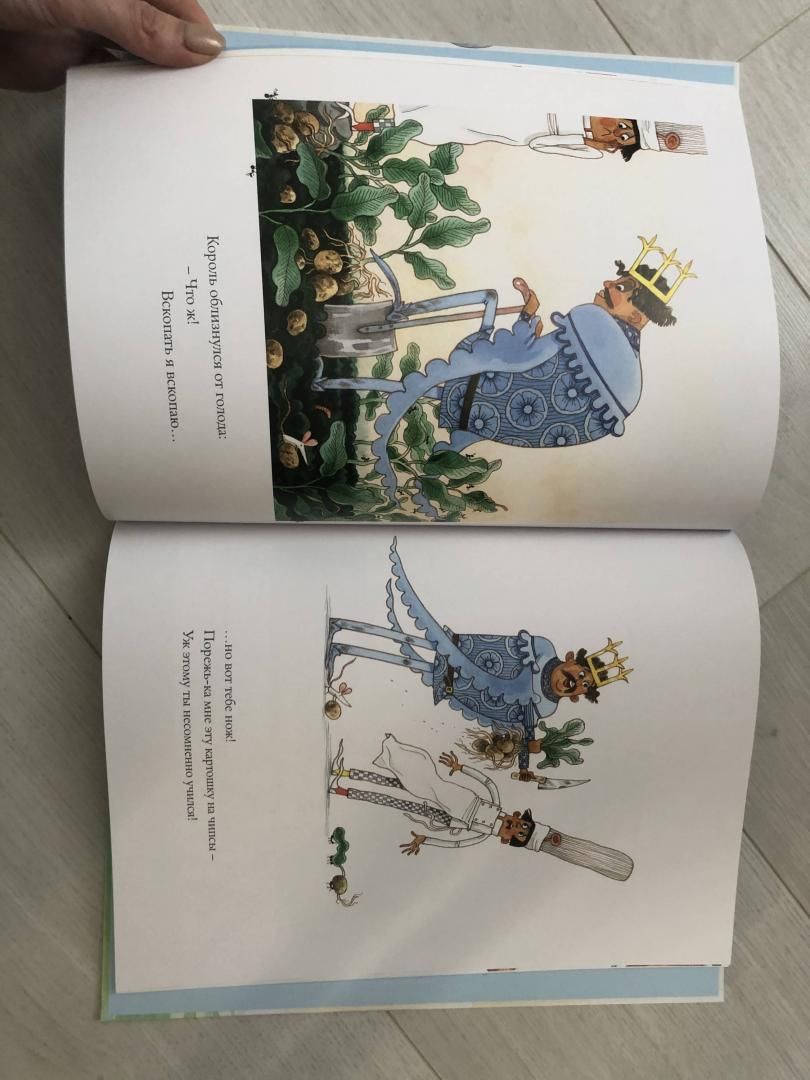 Король облизнулся от голода:
– Что ж!
Вскопать я вскопаю…
…но вот тебе нож!
Порежь-ка мне эту картошку на чипсы –
Уж этому ты несомненно учился!